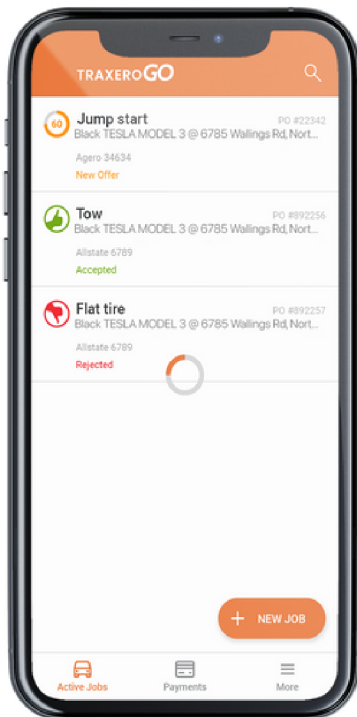 TRAXERO GO
60
Jump start
PO #22342
Black TESLA MODEL 3 @ 6785 Wallings Rd, Nort...
Agero 34634
New Offer
Tow
PO #892256
Black TESLA MODEL 3 @ 6785 Wallings Rd, Nort...
Allstate 6789
Accepted
Flat tire
PO #892257
Black TESLA MODEL 3 @ 6785 Wallings Rd, Nort...
Allstate 6789
Rejected
+ NEW JOB
Active Jobs
Payments
More